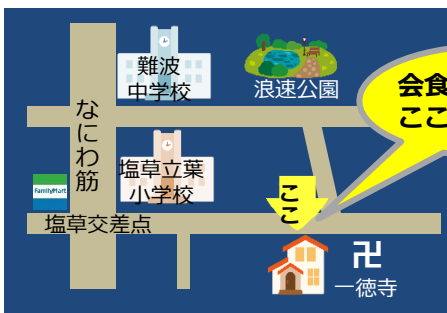 難波
中学校
浪速公園
会食
ここ
なにわ筋
塩草立葉
小学校
FamilyMart
ここ
塩草交差点
卍
一徳寺